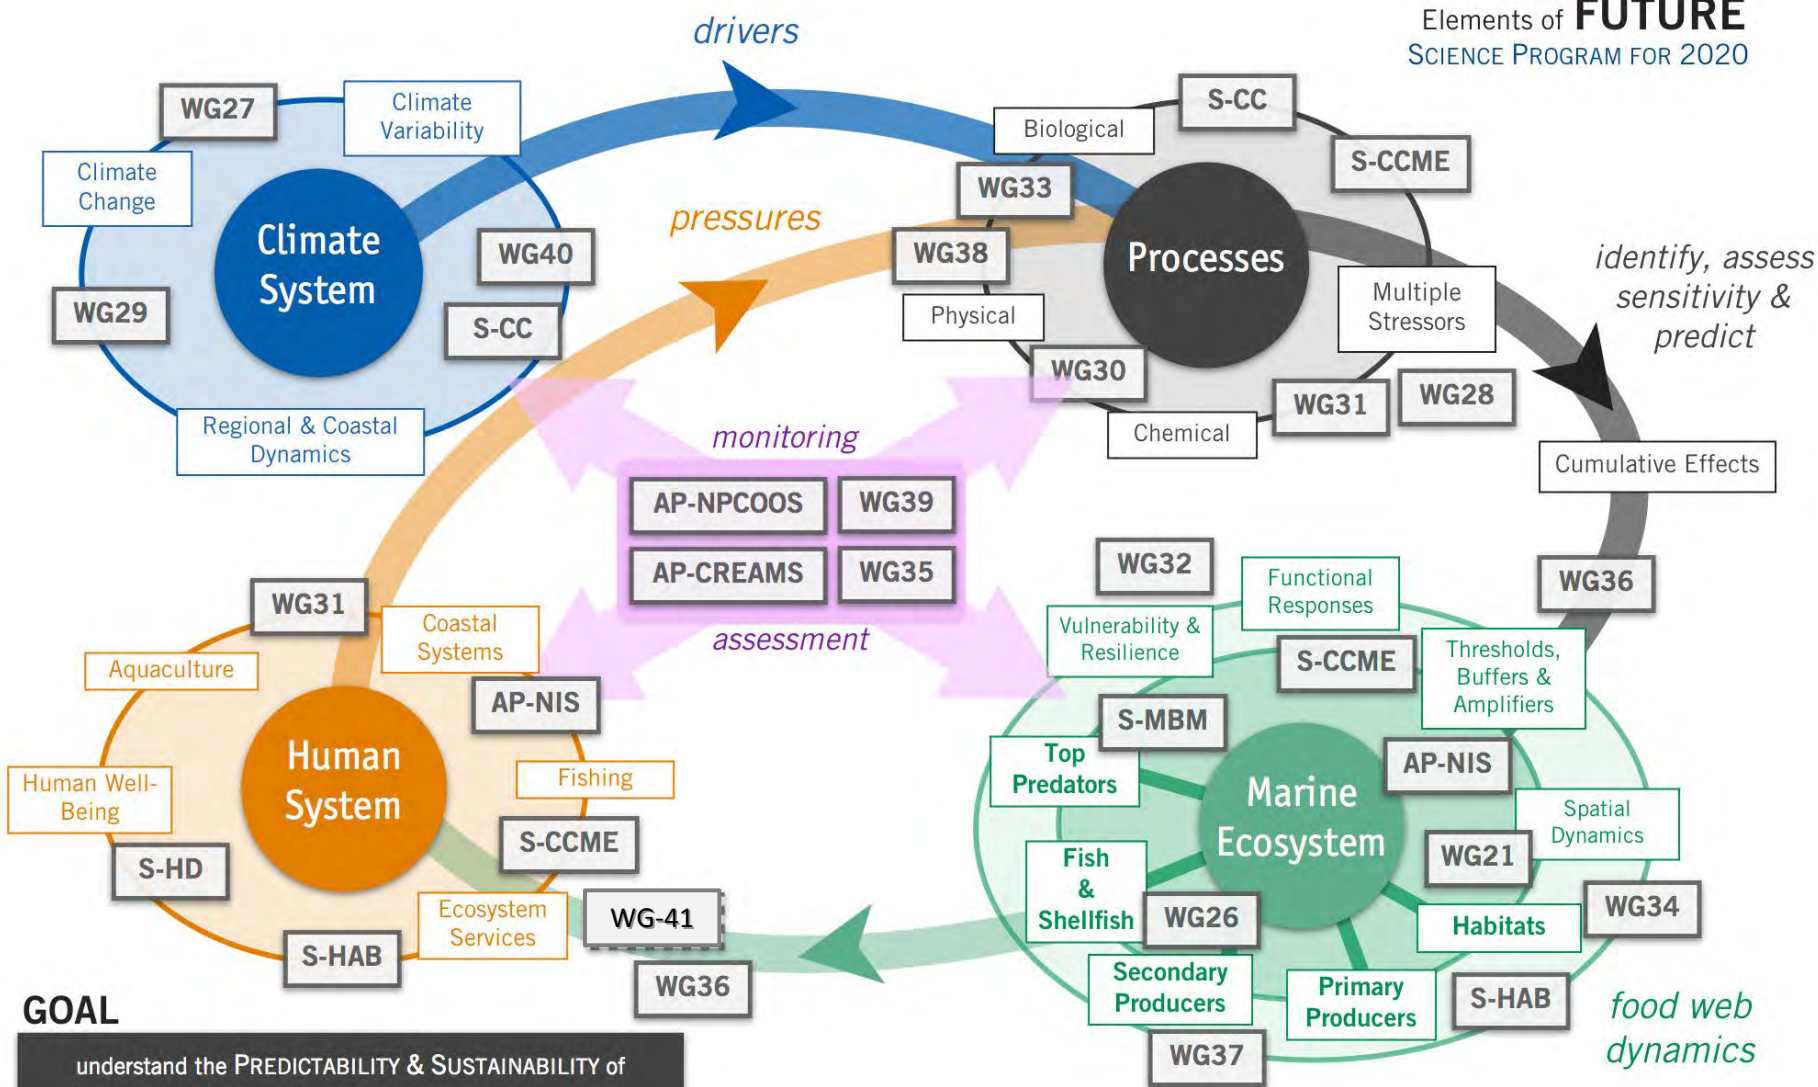 Elements of FUTURE
SCIENCE PROGRAM FOR 2020
drivers
WG27
Climate
Variability
Climate
Change
Climate
System
WG40
WG29
S-CC
Regional & Coastal
Dynamics
pressures
S-CC
Biological
S-CCME
WG33
WG38
Processes
Physical
Multiple
Stressors
WG30
WG31
WG28
Chemical
identify, assess
sensitivity &
predict
Cumulative Effects
WG36
monitoring
AP-NPCOOS
WG39
AP-CREAMS
WG35
assessment
WG31
Coastal
Systems
Aquaculture
AP-NIS
Human
System
Fishing
Human Well-
Being
S-CCME
S-HD
Ecosystem
Services
S-HAB
WG-41
WG36
WG32
Functional
Responses
Vulnerability &
Resilience
S-CCME
Thresholds,
Buffers &
Amplifiers
S-MBM
Top
Predators
AP-NIS
Marine
Ecosystem
Spatial
Dynamics
WG21
Fish
&
Shellfish
WG26
Habitats
WG34
Secondary
Producers
Primary
Producers
S-HAB
WG37
food web
dynamics
GOAL
understand the PREDICTABILITY & SUSTAINABILITY of